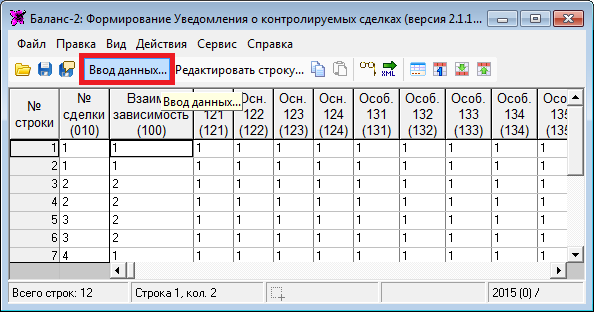 Баланс-2: Формирование Уведомления о контролируемых сделках (версия 2.1.1...
Файл Правка Вид Действия Сервис Справка
Ввод данных... Редактировать строку... XML
№ строки № сделки (010) зависимость (100) 121 (121) Осн. 122 (122) Осн. 123 (123) Осн. 124 (124) Особ. 131 (131) Особ. 132 (132) Особ. 133 (133) Особ. 134 (134) Особ. 135
Ввод данных...
1 1 1 1 1 1 1 1 1 1 1 1
2 1 1 1 1 1 1 1 1 1 1 1
3 2 2 1 1 1 1 1 1 1 1 1
4 2 2 1 1 1 1 1 1 1 1 1
5 3 2 1 1 1 1 1 1 1 1 1
6 3 2 1 1 1 1 1 1 1 1 1
7 4 1 1 1 1 1 1 1 1 1 1
Всего строк: 12 Строка 1, кол. 2 2015 (0) /